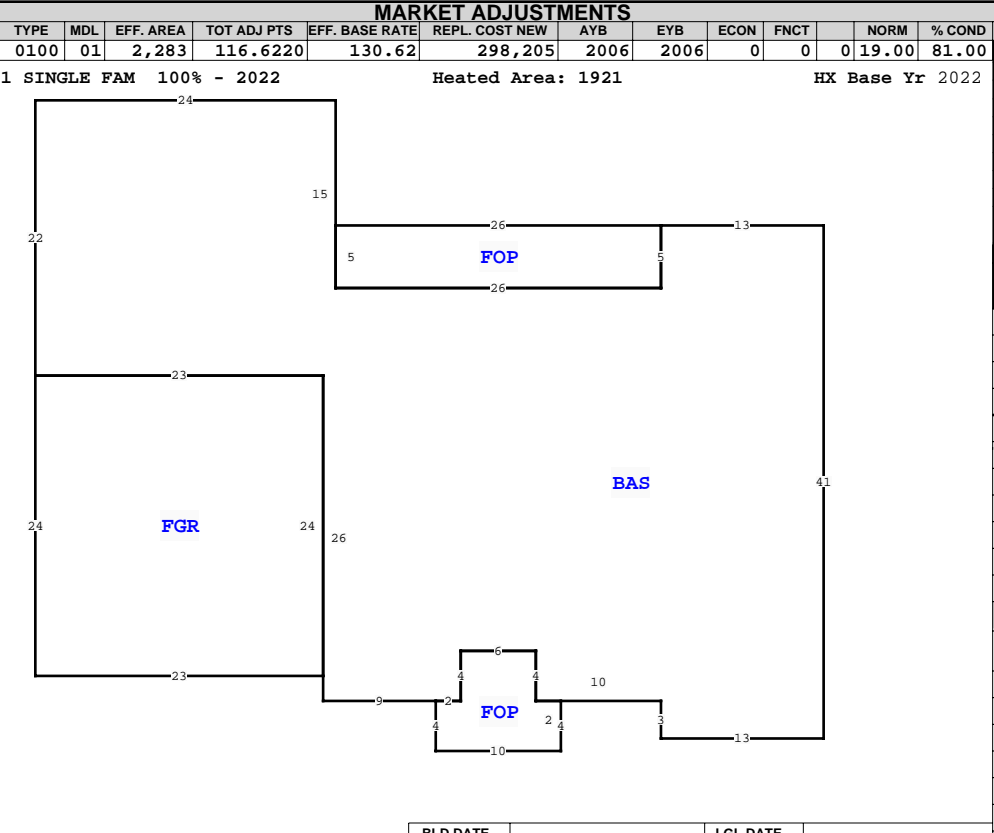 MARKET ADJUSTMENTS
TYPE MDL EFF. AREA TOT ADJ PTS EFF. BASE RATE REPL. COST NEW AYB EYB ECON FNCT NORM % COND
0100 01 2,283 116.6220 130.62 298,205 2006 2006 0 0 0 19.00 81.00
1 SINGLE FAM 100% - 2022 Heated Area: 1921 HX Base Yr 2022
24
15
26 13
22
5 FOP 5
26
23
BAS 41
24 FGR 24
26
6
23 4 4
10
9 2
FOP 2
4 4 3
13
10